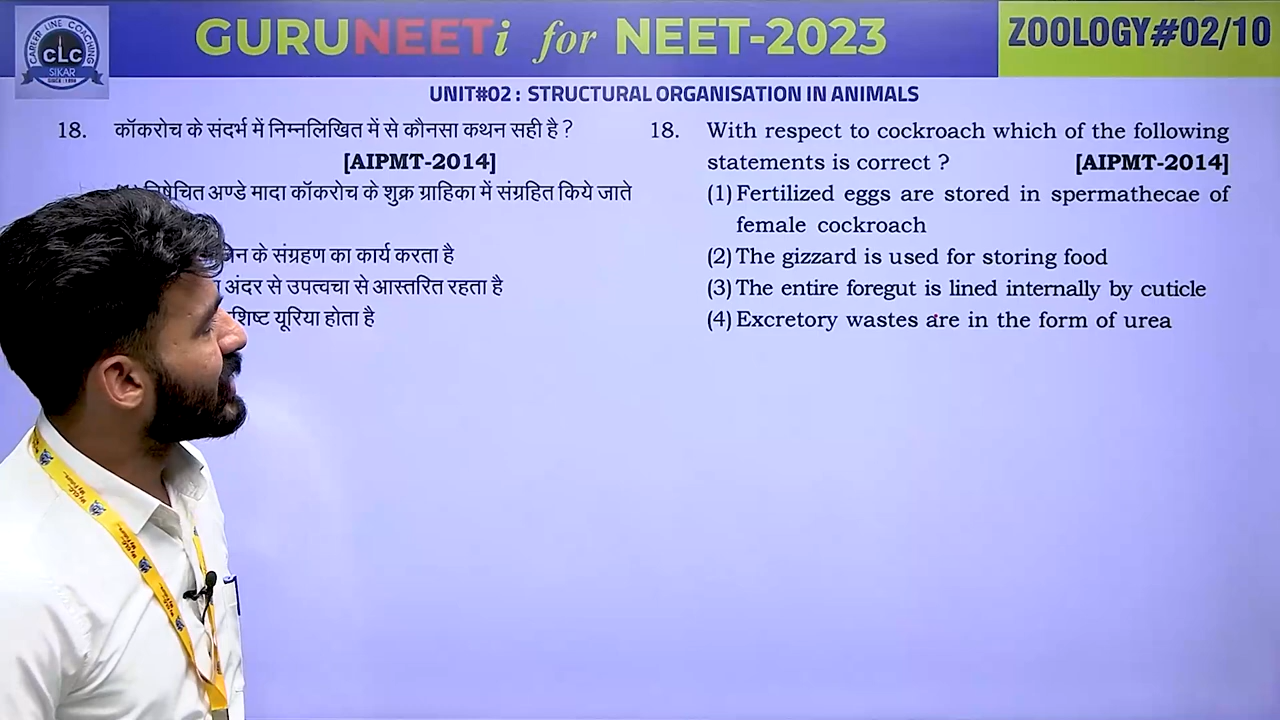 CAREER LINE COACHING
CLC
SIKAR
SINCE : 1996
GURUNEETi for NEET-2023
ZOOLOGY#02/10
UNIT#02 : STRUCTURAL ORGANISATION IN ANIMALS
18. कॉकरोच के संदर्भ में निम्नलिखित में से कौनसा कथन सही है ?
[AIPMT-2014]
निषेचित अण्डे मादा कॉकरोच के शुक्र ग्राहिका में संग्रहित किये जाते
के संग्रहण का कार्य करता है
अंदर से उपत्वचा से आस्तरित रहता है
यूरिया होता है
18. With respect to cockroach which of the following
statements is correct ? [AIPMT-2014]
(1) Fertilized eggs are stored in spermathecae of
female cockroach
(2) The gizzard is used for storing food
(3) The entire foregut is lined internally by cuticle
(4) Excretory wastes are in the form of urea